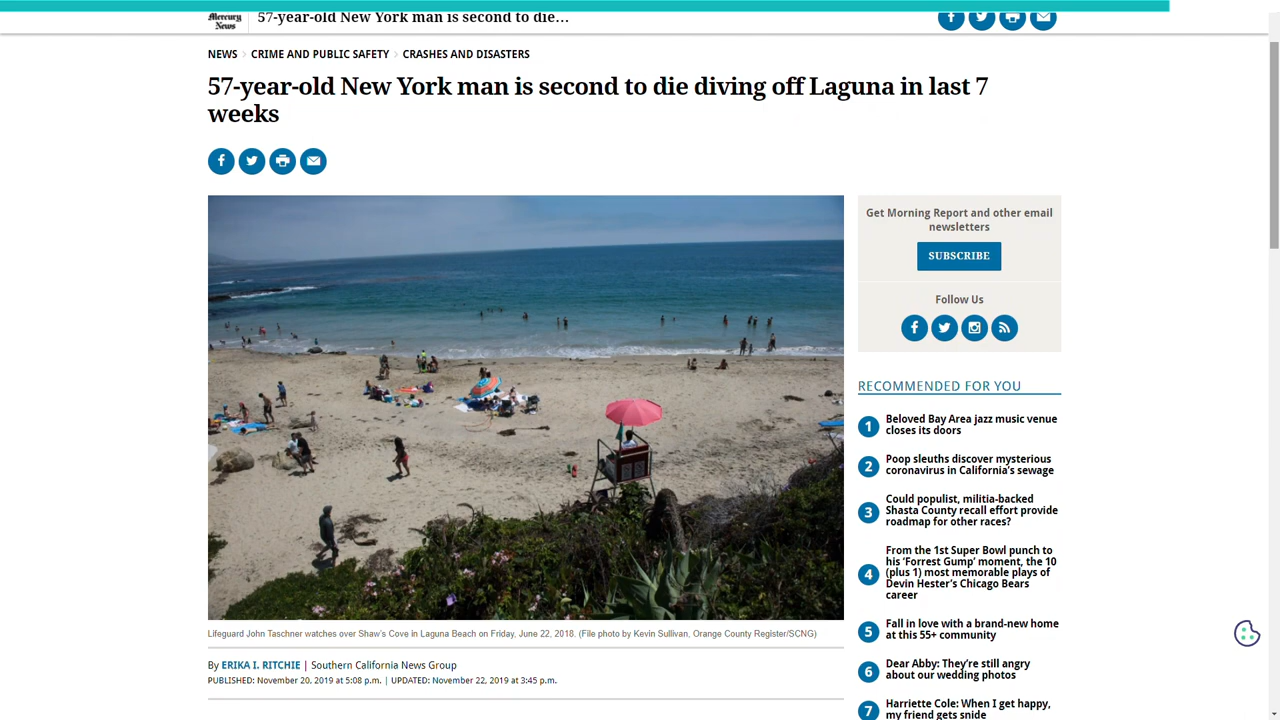 Mercury
News
57-year-old New York man is second to die…
NEWS > CRIME AND PUBLIC SAFETY > CRASHES AND DISASTERS
57-year-old New York man is second to die diving off Laguna in last 7
weeks
Get Morning Report and other email
newsletters
SUBSCRIBE
Follow Us
RECOMMENDED FOR YOU
1 Beloved Bay Area jazz music venue
closes its doors
2 Poop sleuths discover mysterious
coronavirus in California’s sewage
3 Could populist, militia-backed
Shasta County recall effort provide
roadmap for other races?
4 From the 1st Super Bowl punch to
his ‘Forrest Gump’ moment, the 10
(plus 1) most memorable plays of
Devin Hester’s Chicago Bears
career
5 Fall in love with a brand-new home
at this 55+ community
6 Dear Abby: They’re still angry
about our wedding photos
7 Harriette Cole: When I get happy,
my friend gets snide
Lifeguard John Taschner watches over Shaw’s Cove in Laguna Beach on Friday, June 22, 2018. (File photo by Kevin Sullivan, Orange County Register/SCNG)
By ERIKA I. RITCHIE | Southern California News Group
PUBLISHED: November 20, 2019 at 5:08 p.m. | UPDATED: November 22, 2019 at 3:45 p.m.